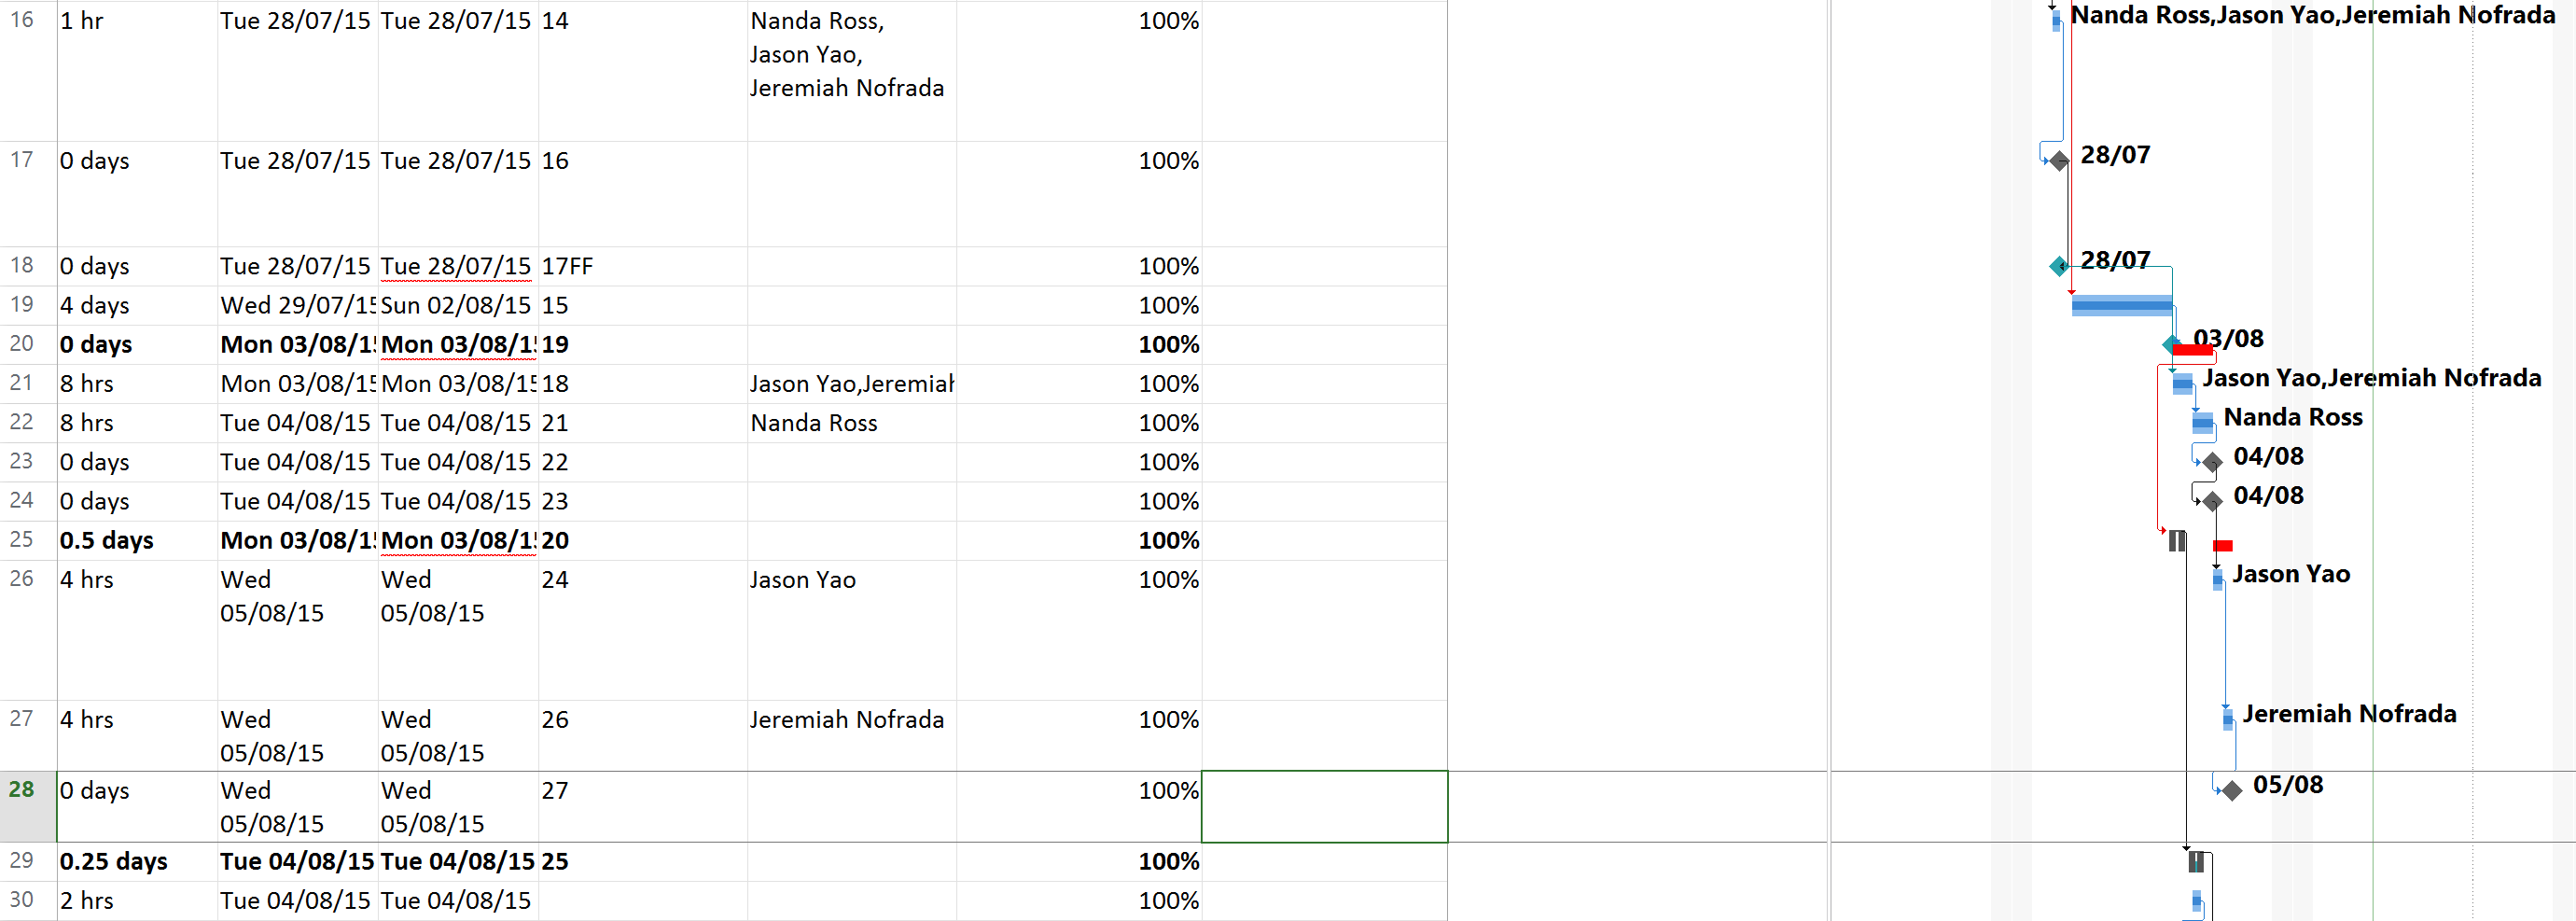 16 1 hr Tue 28/07/15 Tue 28/07/15 14 Nanda Ross, 100% Nanda Ross,Jason Yao,Jeremiah Nofrada
Jason Yao,
Jeremiah Nofrada
17 0 days Tue 28/07/15 Tue 28/07/15 16 100% 28/07
18 0 days Tue 28/07/15 Tue 28/07/15 17FF 100% 28/07
19 4 days Wed 29/07/15 Sun 02/08/15 15 100%
20 0 days Mon 03/08/15 Mon 03/08/15 19 100% 03/08
21 8 hrs Mon 03/08/15 Mon 03/08/15 18 Jason Yao,Jeremiah 100% Jason Yao,Jeremiah Nofrada
22 8 hrs Tue 04/08/15 Tue 04/08/15 21 Nanda Ross 100% Nanda Ross
23 0 days Tue 04/08/15 Tue 04/08/15 22 100% 04/08
24 0 days Tue 04/08/15 Tue 04/08/15 23 100% 04/08
25 0.5 days Mon 03/08/15 Mon 03/08/15 20 100%
26 4 hrs Wed Wed 24 Jason Yao 100% Jason Yao
05/08/15 05/08/15
27 4 hrs Wed Wed 26 Jeremiah Nofrada 100% Jeremiah Nofrada
05/08/15 05/08/15
28 0 days Wed Wed 27 100% 05/08
05/08/15 05/08/15
29 0.25 days Tue 04/08/15 Tue 04/08/15 25 100%
30 2 hrs Tue 04/08/15 Tue 04/08/15 100%